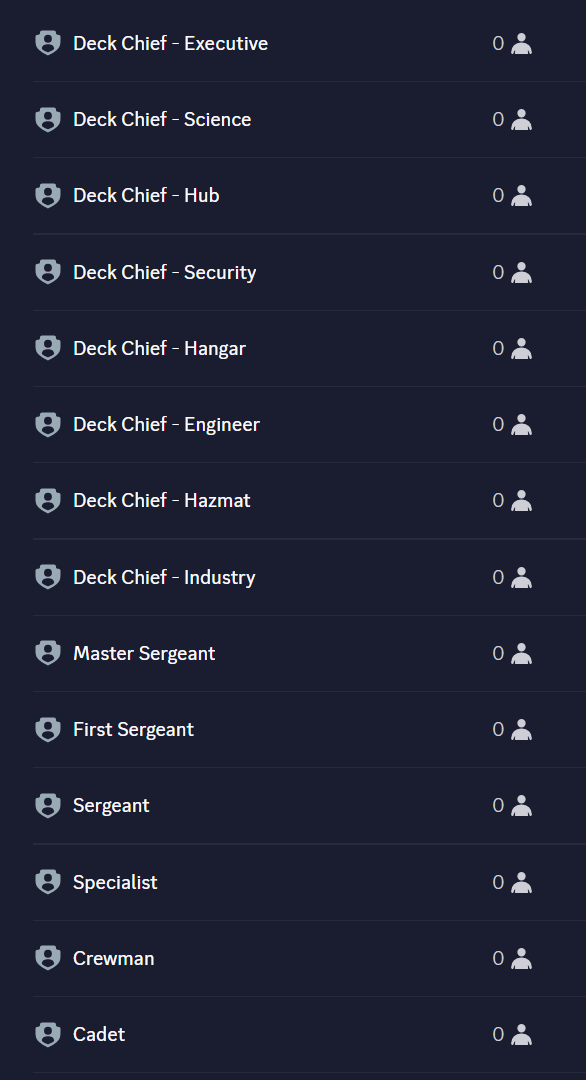 Deck Chief - Executive 0
Deck Chief - Science 0
Deck Chief - Hub 0
Deck Chief - Security 0
Deck Chief - Hangar 0
Deck Chief - Engineer 0
Deck Chief - Hazmat 0
Deck Chief - Industry 0
Master Sergeant 0
First Sergeant 0
Sergeant 0
Specialist 0
Crewman 0
Cadet 0